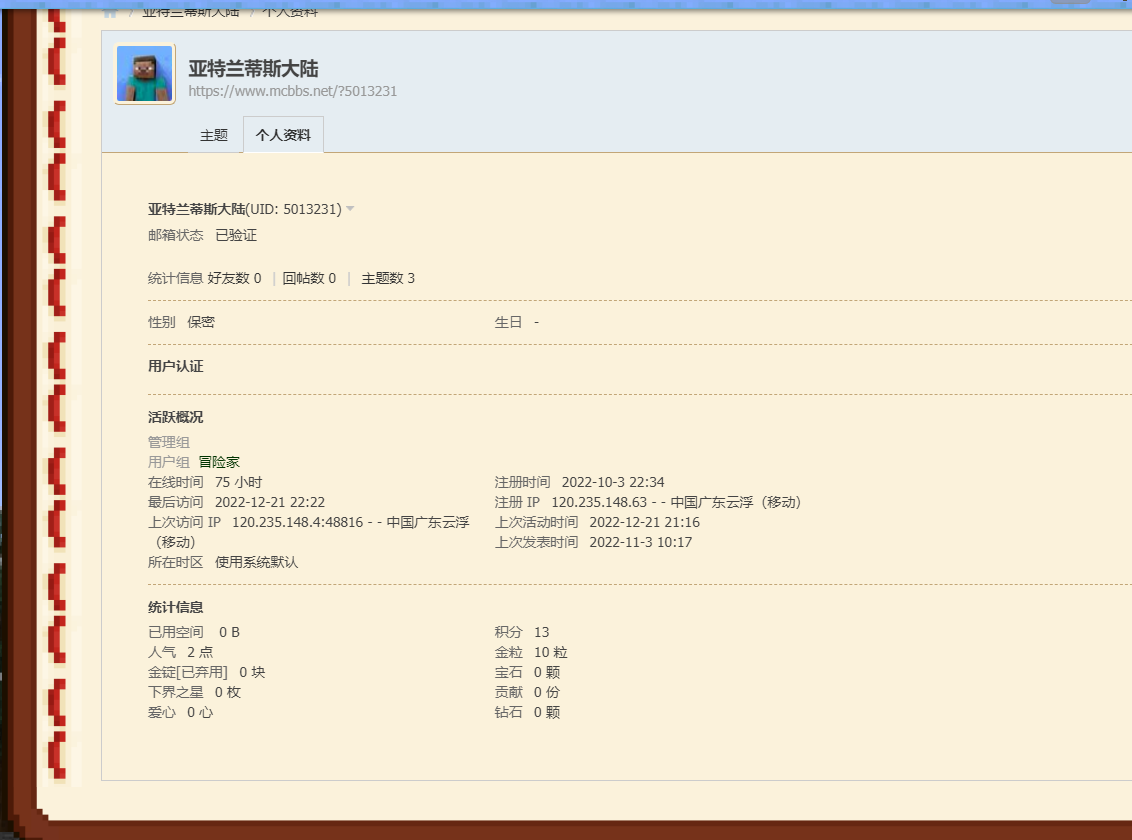 / 亚特兰蒂斯大陆 / 个人资料
亚特兰蒂斯大陆
https://www.mcbbs.net/?5013231
主题 个人资料
亚特兰蒂斯大陆(UID: 5013231)
邮箱状态 已验证
统计信息 好友数 0 | 回帖数 0 | 主题数 3
性别 保密 生日 -
用户认证
活跃概况
管理组
用户组 冒险家
在线时间 75 小时 注册时间 2022-10-3 22:34
最后访问 2022-12-21 22:22 注册 IP 120.235.148.63 - - 中国广东云浮（移动）
上次访问 IP 120.235.148.4:48816 - - 中国广东云浮 上次活动时间 2022-12-21 21:16
（移动） 上次发表时间 2022-11-3 10:17
所在时区 使用系统默认
统计信息
已用空间 0 B 积分 13
人气 2 点 金粒 10 粒
金锭[已弃用] 0 块 宝石 0 颗
下界之星 0 枚 贡献 0 份
爱心 0 心 钻石 0 颗